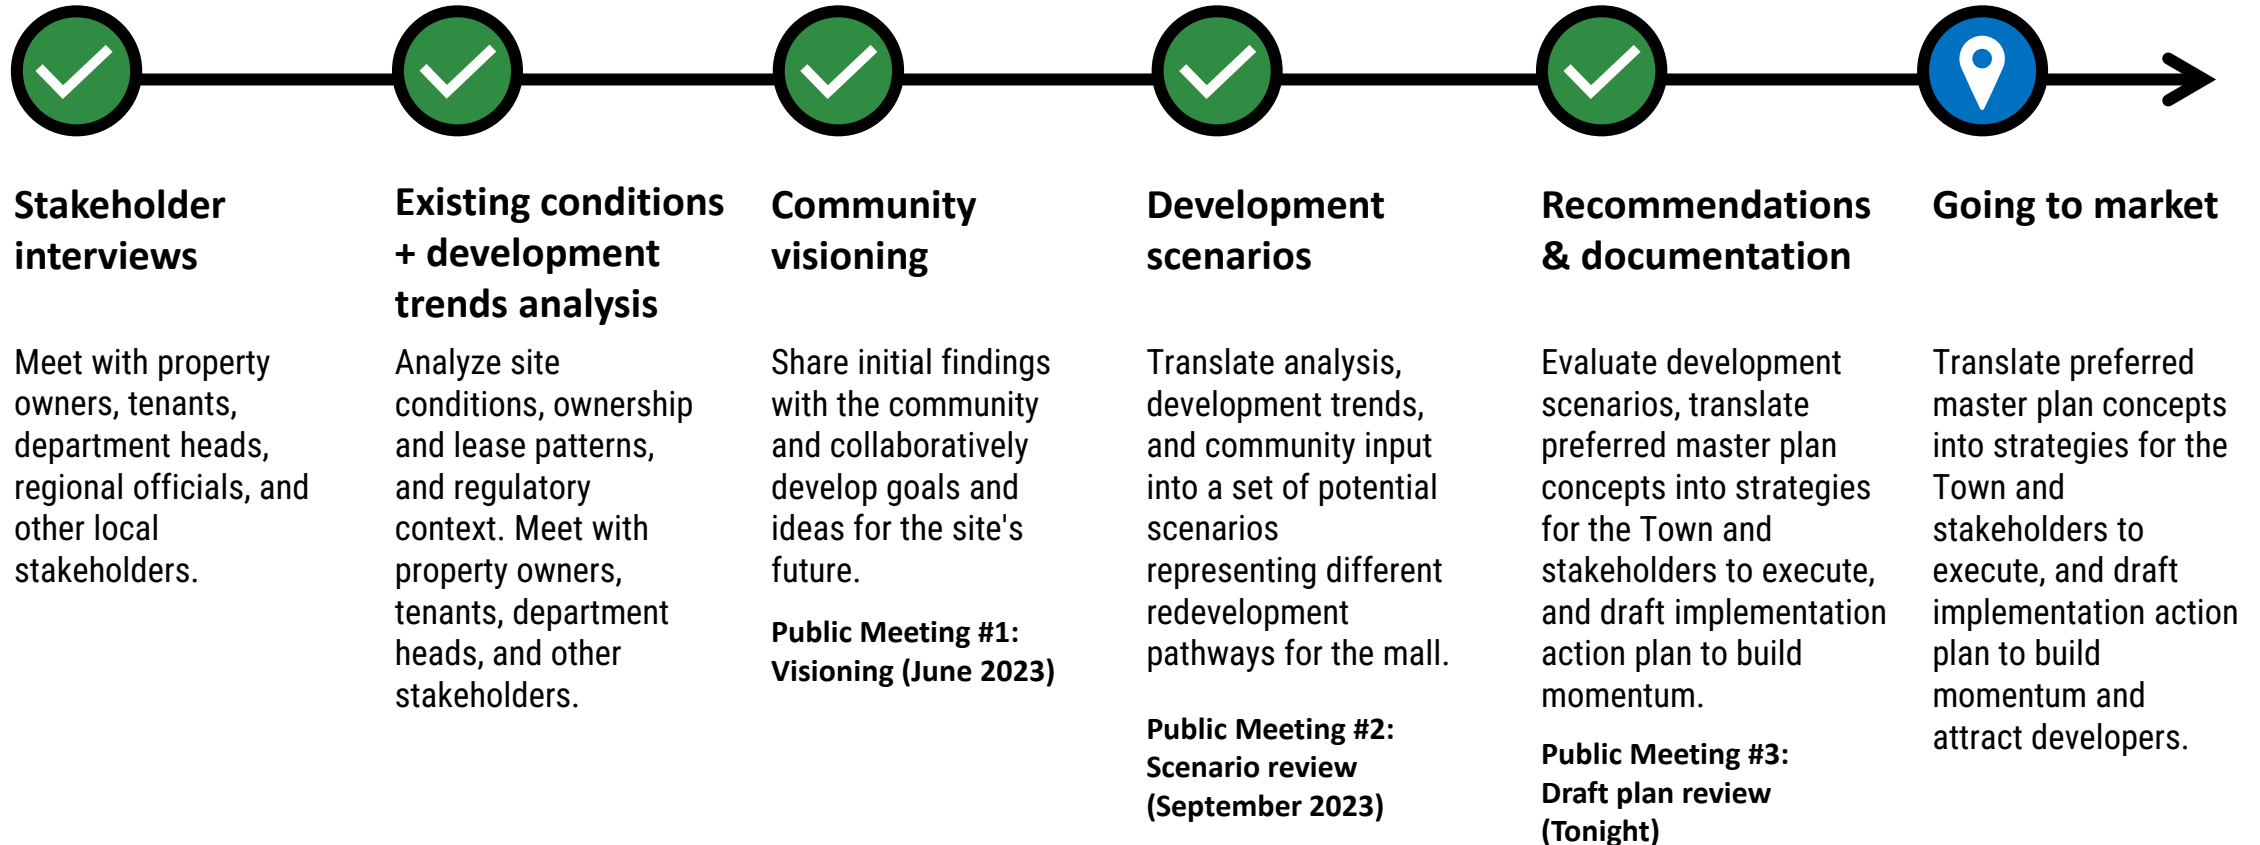 Stakeholder
interviews
Meet with property
owners, tenants,
department heads,
regional officials, and
other local
stakeholders.
Existing conditions
+ development
trends analysis
Analyze site
conditions, ownership
and lease patterns,
and regulatory
context. Meet with
property owners,
tenants, department
heads, and other
stakeholders.
Community
visioning
Share initial findings
with the community
and collaboratively
develop goals and
ideas for the site's
future.
Public Meeting #1:
Visioning (June 2023)
Development
scenarios
Translate analysis,
development trends,
and community input
into a set of potential
scenarios
representing different
redevelopment
pathways for the mall.
Public Meeting #2:
Scenario review
(September 2023)
Recommendations
& documentation
Evaluate development
scenarios, translate
preferred master plan
concepts into strategies
for the Town and
stakeholders to execute,
and draft implementation
action plan to build
momentum.
Public Meeting #3:
Draft plan review
(Tonight)
Going to market
Translate preferred
master plan concepts
into strategies for the
Town and
stakeholders to
execute, and draft
implementation action
plan to build
momentum and
attract developers.